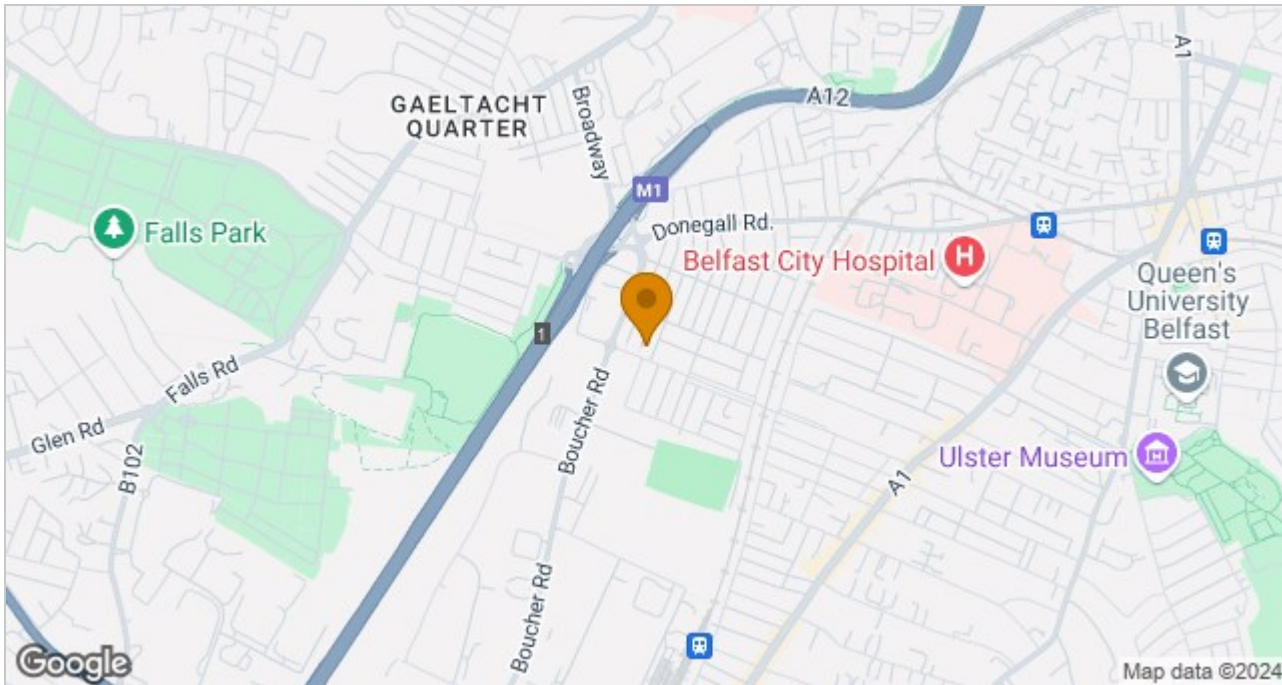 A12
A1
GAELTACHT
QUARTER
Broadway
M1
Donegall Rd.
Falls Park
Belfast City Hospital
H
Queen's
University
Belfast
1
Falls Rd
Glen Rd
B102
Boucher Rd
Ulster Museum
A1
Boucher Rd
Google
Map data ©2024